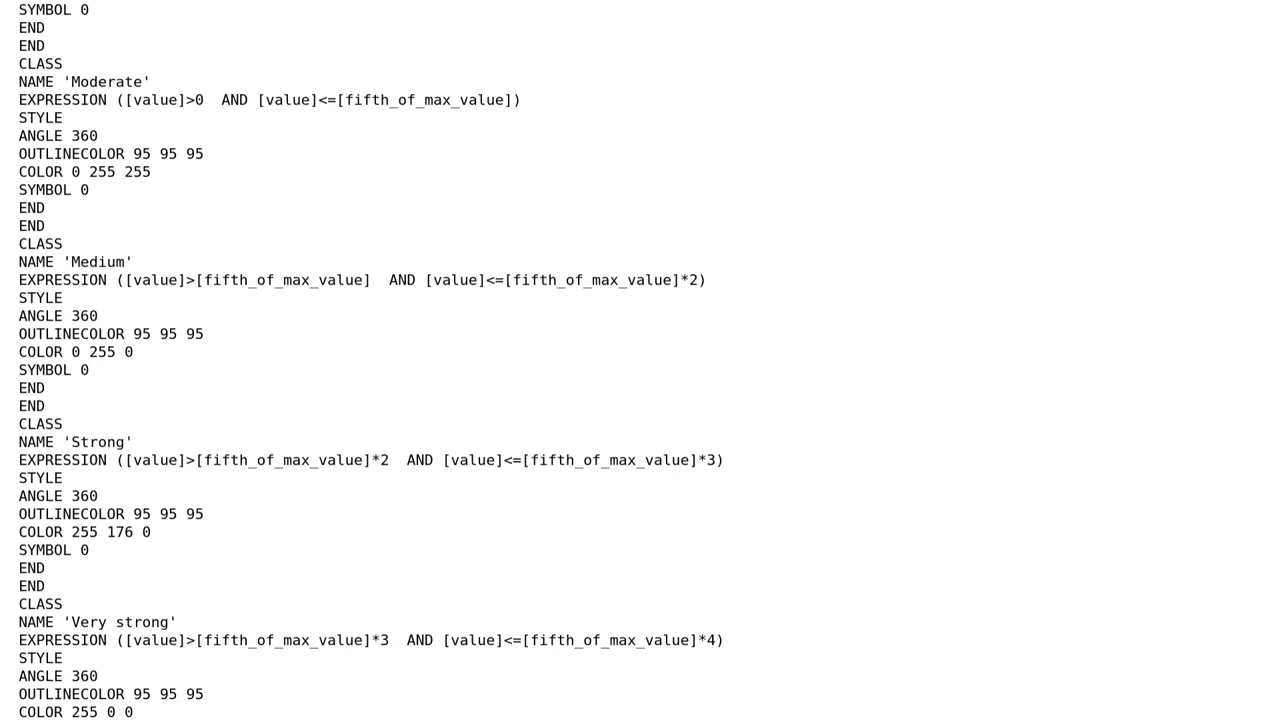 SYMBOL 0
END
END
CLASS
NAME 'Moderate'
EXPRESSION ([value]>0  AND [value]<=[fifth_of_max_value])
STYLE
ANGLE 360
OUTLINECOLOR 95 95 95
COLOR 0 255 255
SYMBOL 0
END
END
CLASS
NAME 'Medium'
EXPRESSION ([value]>[fifth_of_max_value]  AND [value]<=[fifth_of_max_value]*2)
STYLE
ANGLE 360
OUTLINECOLOR 95 95 95
COLOR 0 255 0
SYMBOL 0
END
END
CLASS
NAME 'Strong'
EXPRESSION ([value]>[fifth_of_max_value]*2  AND [value]<=[fifth_of_max_value]*3)
STYLE
ANGLE 360
OUTLINECOLOR 95 95 95
COLOR 255 176 0
SYMBOL 0
END
END
CLASS
NAME 'Very strong'
EXPRESSION ([value]>[fifth_of_max_value]*3  AND [value]<=[fifth_of_max_value]*4)
STYLE
ANGLE 360
OUTLINECOLOR 95 95 95
COLOR 255 0 0